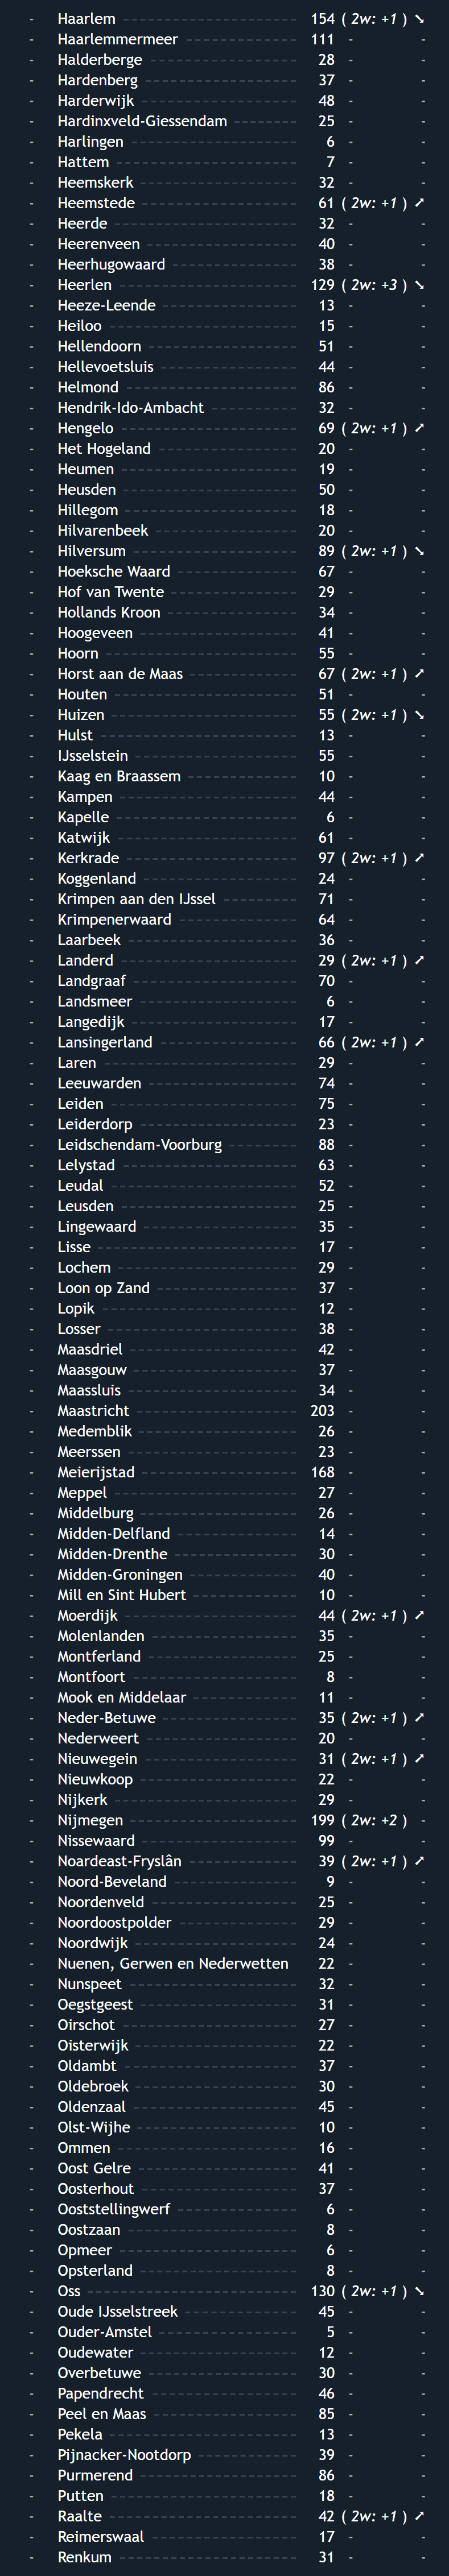 - Haarlem 154 ( 2w: +1 ) ➘
- Haarlemmermeer 111 - -
- Halderberge 28 - -
- Hardenberg 37 - -
- Harderwijk 48 - -
- Hardinxveld-Giessendam 25 - -
- Harlingen 6 - -
- Hattem 7 - -
- Heemskerk 32 - -
- Heemstede 61 ( 2w: +1 ) ➚
- Heerde 32 - -
- Heerenveen 40 - -
- Heerhugowaard 38 - -
- Heerlen 129 ( 2w: +3 ) ➘
- Heeze-Leende 13 - -
- Heiloo 15 - -
- Hellendoorn 51 - -
- Hellevoetsluis 44 - -
- Helmond 86 - -
- Hendrik-Ido-Ambacht 32 - -
- Hengelo 69 ( 2w: +1 ) ➚
- Het Hogeland 20 - -
- Heumen 19 - -
- Heusden 50 - -
- Hillegom 18 - -
- Hilvarenbeek 20 - -
- Hilversum 89 ( 2w: +1 ) ➘
- Hoeksche Waard 67 - -
- Hof van Twente 29 - -
- Hollands Kroon 34 - -
- Hoogeveen 41 - -
- Hoorn 55 - -
- Horst aan de Maas 67 ( 2w: +1 ) ➚
- Houten 51 - -
- Huizen 55 ( 2w: +1 ) ➘
- Hulst 13 - -
- IJsselstein 55 - -
- Kaag en Braassem 10 - -
- Kampen 44 - -
- Kapelle 6 - -
- Katwijk 61 - -
- Kerkrade 97 ( 2w: +1 ) ➚
- Koggenland 24 - -
- Krimpen aan den IJssel 71 - -
- Krimpenerwaard 64 - -
- Laarbeek 36 - -
- Landerd 29 ( 2w: +1 ) ➚
- Landgraaf 70 - -
- Landsmeer 6 - -
- Langedijk 17 - -
- Lansingerland 66 ( 2w: +1 ) ➚
- Laren 29 - -
- Leeuwarden 74 - -
- Leiden 75 - -
- Leiderdorp 23 - -
- Leidschendam-Voorburg 88 - -
- Lelystad 63 - -
- Leudal 52 - -
- Leusden 25 - -
- Lingewaard 35 - -
- Lisse 17 - -
- Lochem 29 - -
- Loon op Zand 37 - -
- Lopik 12 - -
- Losser 38 - -
- Maasdriel 42 - -
- Maasgouw 37 - -
- Maassluis 34 - -
- Maastricht 203 - -
- Medemblik 26 - -
- Meerssen 23 - -
- Meierijstad 168 - -
- Meppel 27 - -
- Middelburg 26 - -
- Midden-Delfland 14 - -
- Midden-Drenthe 30 - -
- Midden-Groningen 40 - -
- Mill en Sint Hubert 10 - -
- Moerdijk 44 ( 2w: +1 ) ➚
- Molenlanden 35 - -
- Montferland 25 - -
- Montfoort 8 - -
- Mook en Middelaar 11 - -
- Neder-Betuwe 35 ( 2w: +1 ) ➚
- Nederweert 20 - -
- Nieuwegein 31 ( 2w: +1 ) ➚
- Nieuwkoop 22 - -
- Nijkerk 29 - -
- Nijmegen 199 ( 2w: +2 ) -
- Nissewaard 99 - -
- Noardeast-Fryslân 39 ( 2w: +1 ) ➚
- Noord-Beveland 9 - -
- Noordenveld 25 - -
- Noordoostpolder 29 - -
- Noordwijk 24 - -
- Nuenen, Gerwen en Nederwetten 22 - -
- Nunspeet 32 - -
- Oegstgeest 31 - -
- Oirschot 27 - -
- Oisterwijk 22 - -
- Oldambt 37 - -
- Oldebroek 30 - -
- Oldenzaal 45 - -
- Olst-Wijhe 10 - -
- Ommen 16 - -
- Oost Gelre 41 - -
- Oosterhout 37 - -
- Ooststellingwerf 6 - -
- Oostzaan 8 - -
- Opmeer 6 - -
- Opsterland 8 - -
- Oss 130 ( 2w: +1 ) ➘
- Oude IJsselstreek 45 - -
- Ouder-Amstel 5 - -
- Oudewater 12 - -
- Overbetuwe 30 - -
- Papendrecht 46 - -
- Peel en Maas 85 - -
- Pekela 13 - -
- Pijnacker-Nootdorp 39 - -
- Purmerend 86 - -
- Putten 18 - -
- Raalte 42 ( 2w: +1 ) ➚
- Reimerswaal 17 - -
- Renkum 31 - -